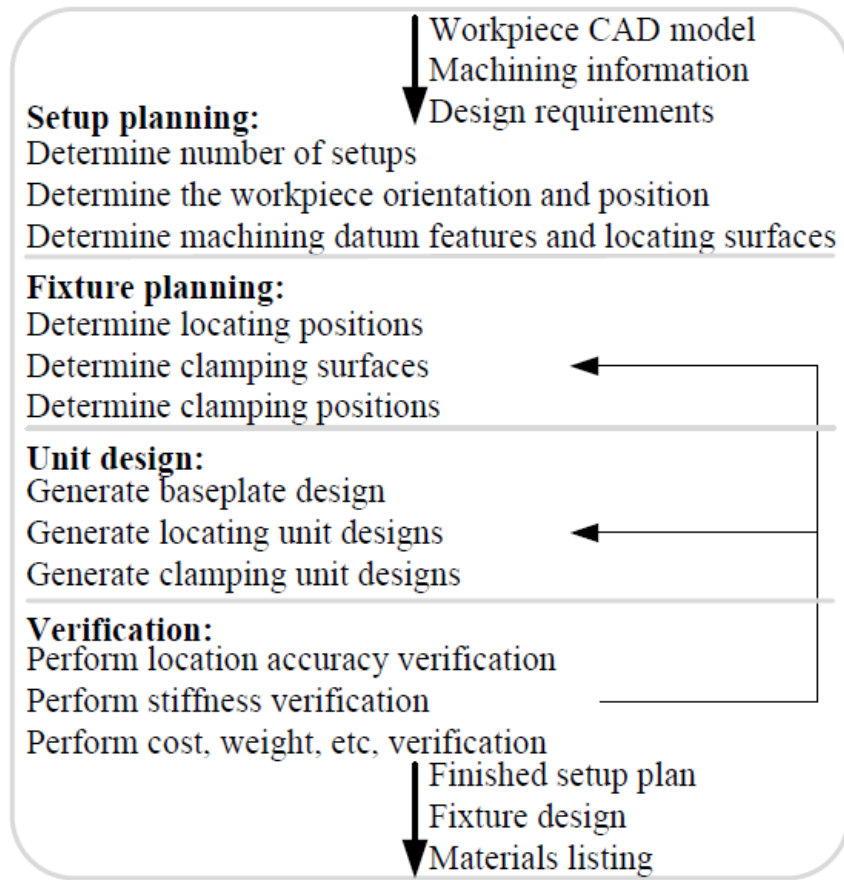 Workpiece CAD model
Machining information
Design requirements
Setup planning:
Determine number of setups
Determine the workpiece orientation and position
Determine machining datum features and locating surfaces
Fixture planning:
Determine locating positions
Determine clamping surfaces
Determine clamping positions
Unit design:
Generate baseplate design
Generate locating unit designs
Generate clamping unit designs
Verification:
Perform location accuracy verification
Perform stiffness verification
Perform cost, weight, etc, verification
Finished setup plan
Fixture design
Materials listing